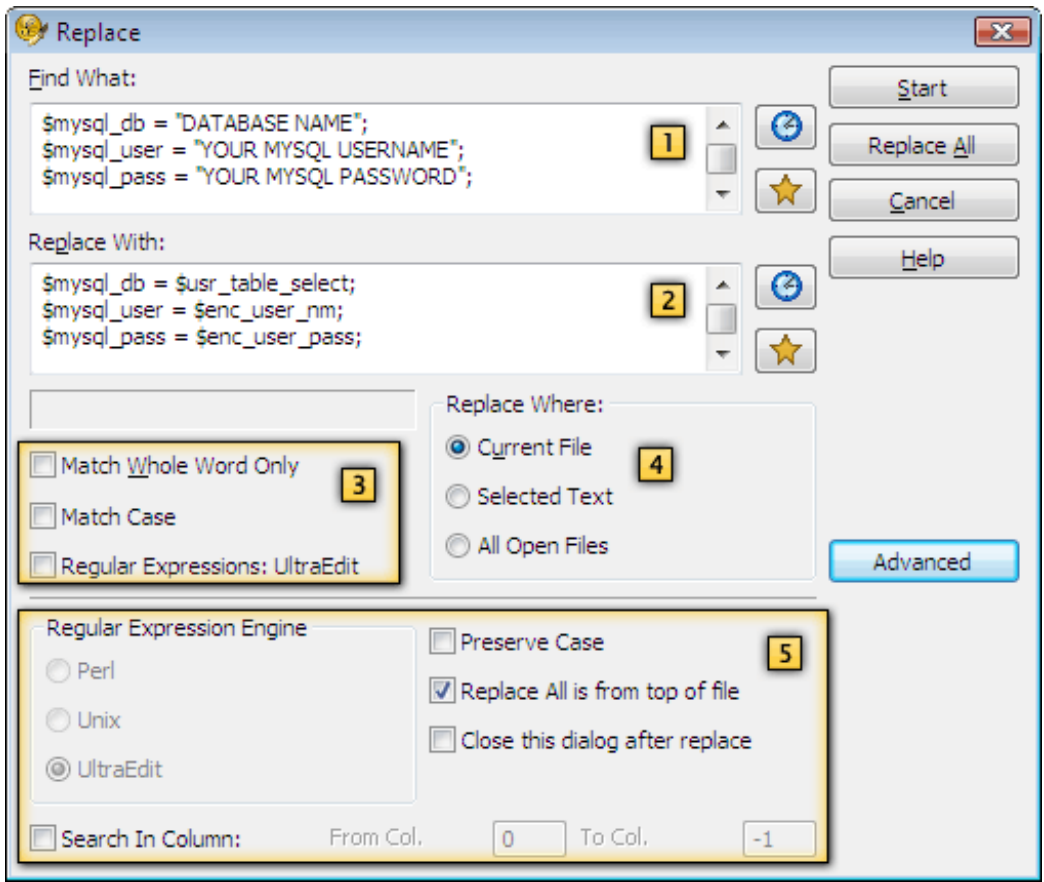 Replace
Find What:
Start
$mysql_db = "DATABASE NAME";
$mysql_user = "YOUR MYSQL USERNAME";
$mysql_pass = "YOUR MYSQL PASSWORD";
1
Replace All
Cancel
Replace With:
Help
$mysql_db = $usr_table_select;
$mysql_user = $enc_user_nm;
$mysql_pass = $enc_user_pass;
2
Replace Where:
Match Whole Word Only
Match Case
Regular Expressions: UltraEdit
3
Current File
Selected Text
All Open Files
4
Advanced
Regular Expression Engine
Perl
Unix
UltraEdit
Preserve Case
Replace All is from top of file
Close this dialog after replace
5
Search In Column: From Col. 0 To Col. -1